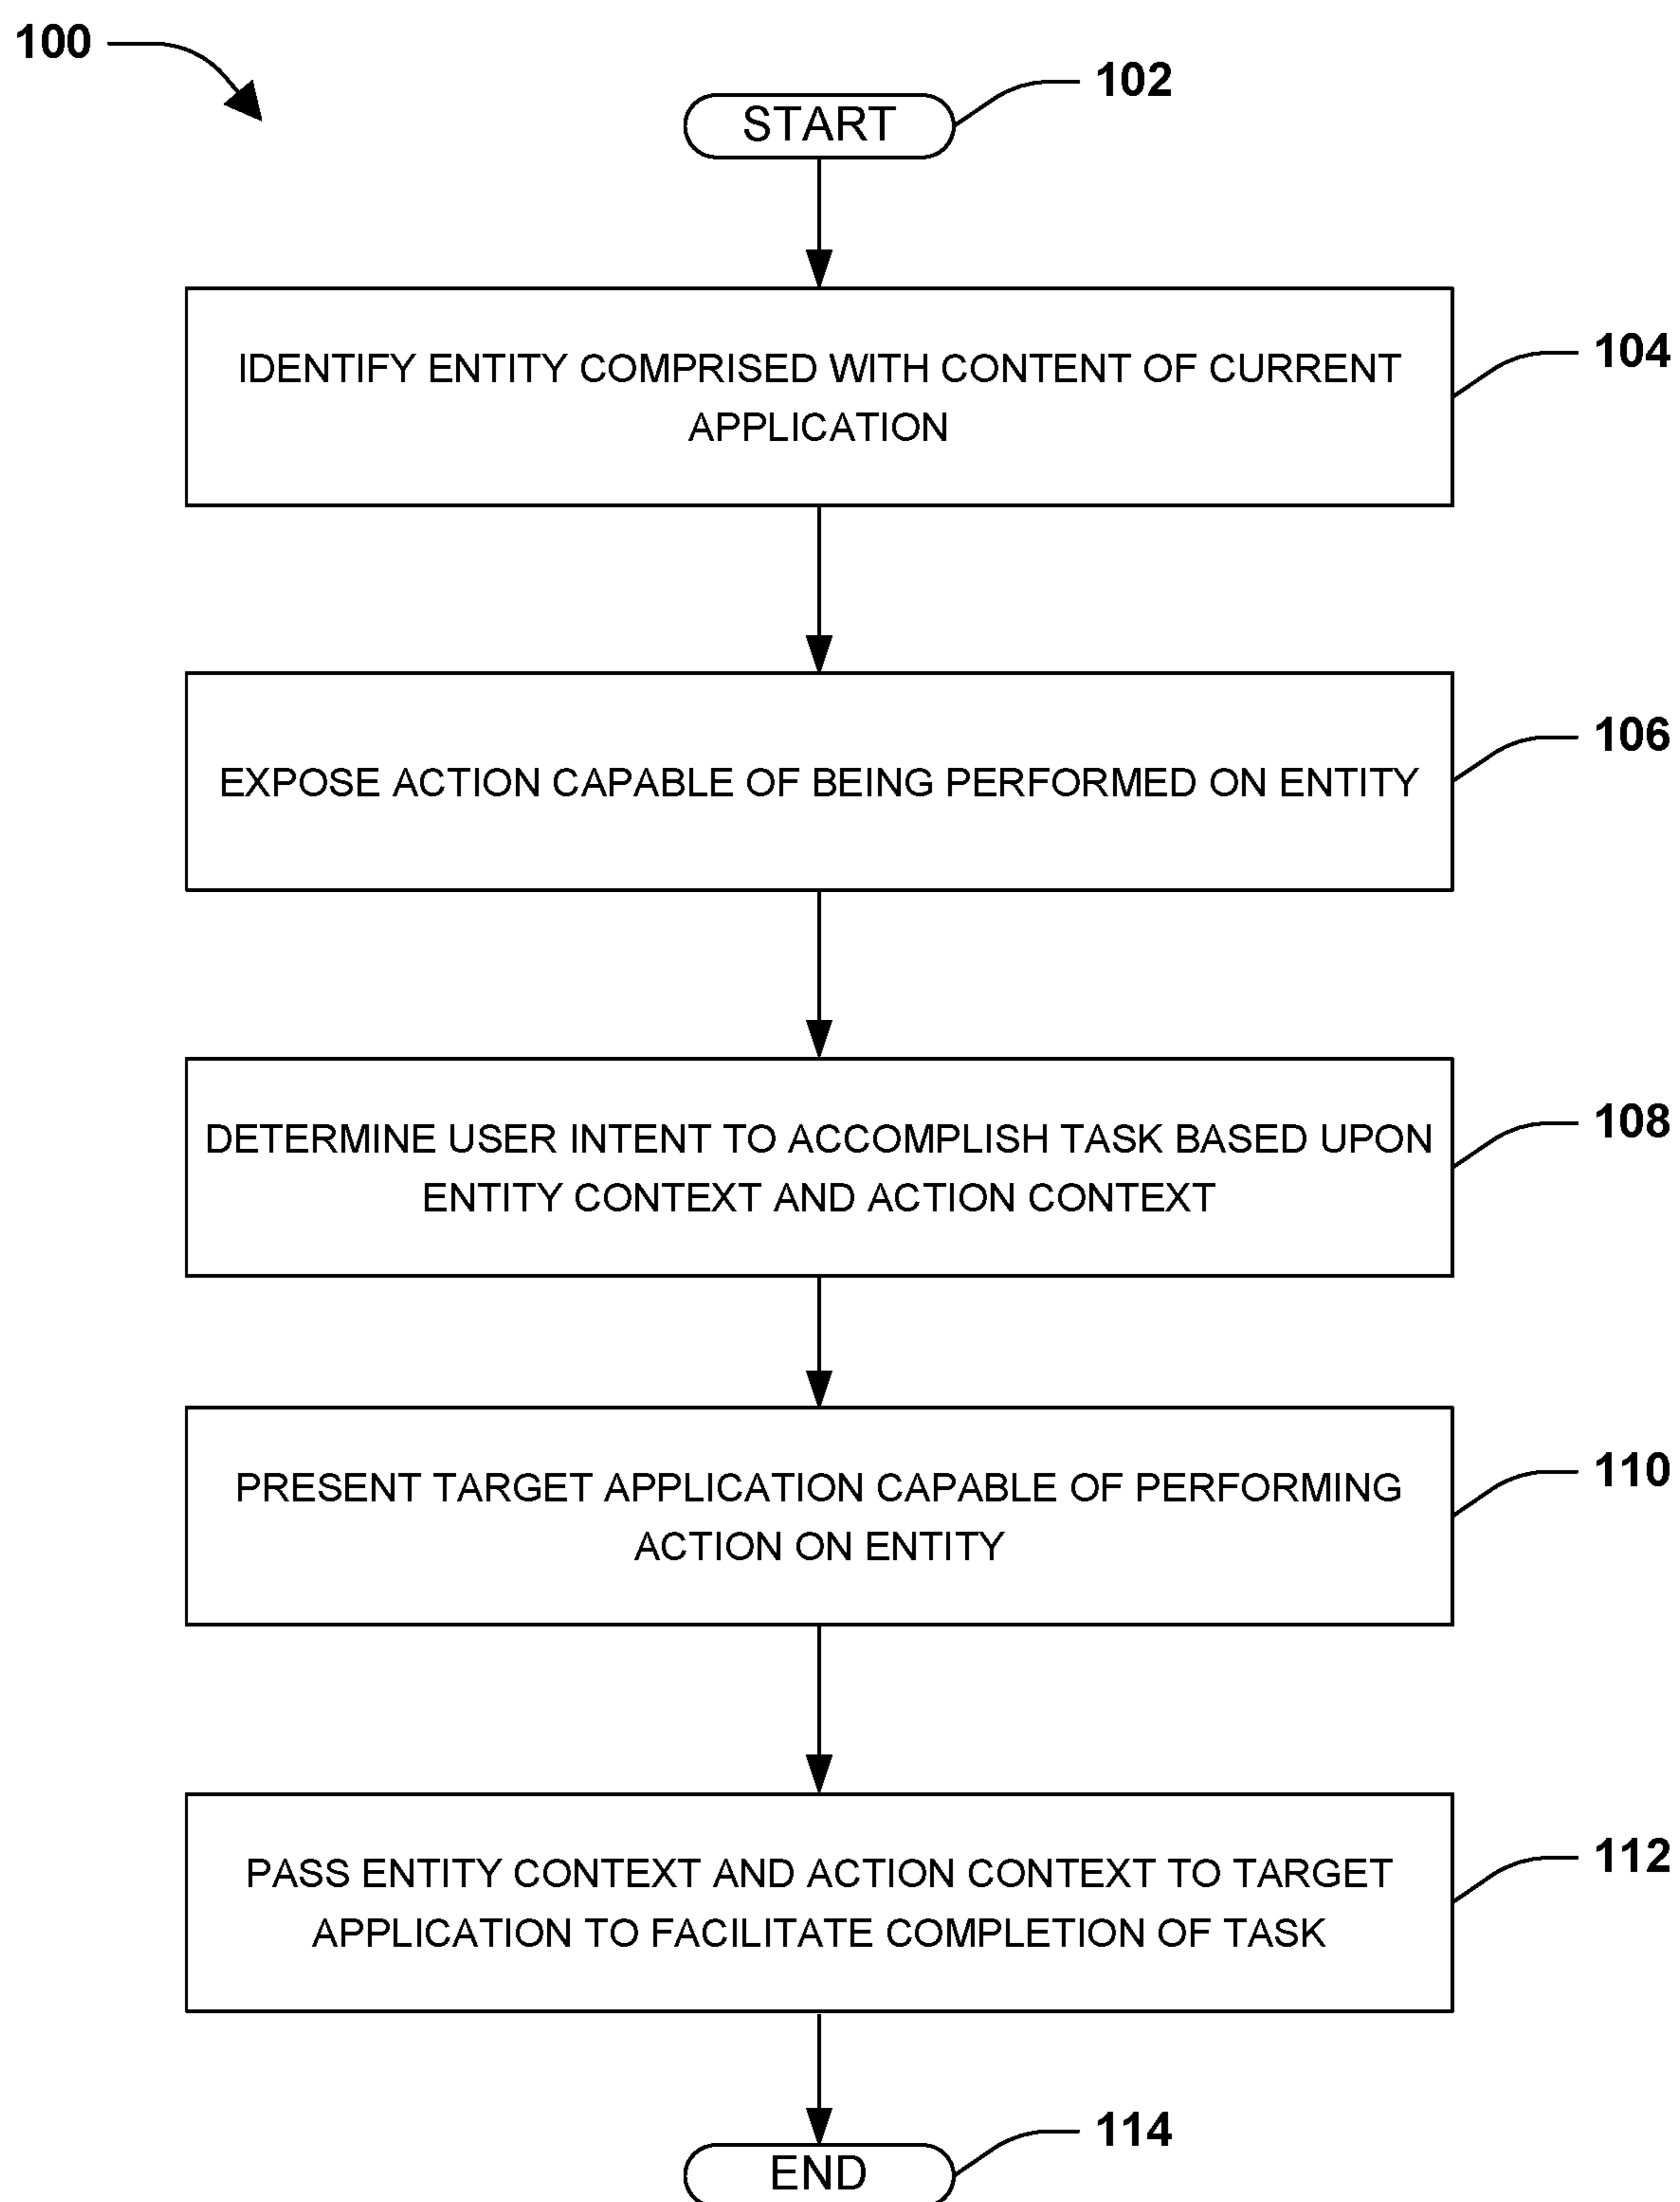 100
102
START
IDENTIFY ENTITY COMPRISED WITH CONTENT OF CURRENT
APPLICATION
104
EXPOSE ACTION CAPABLE OF BEING PERFORMED ON ENTITY
106
DETERMINE USER INTENT TO ACCOMPLISH TASK BASED UPON
ENTITY CONTEXT AND ACTION CONTEXT
108
PRESENT TARGET APPLICATION CAPABLE OF PERFORMING
ACTION ON ENTITY
110
PASS ENTITY CONTEXT AND ACTION CONTEXT TO TARGET
APPLICATION TO FACILITATE COMPLETION OF TASK
112
END
114